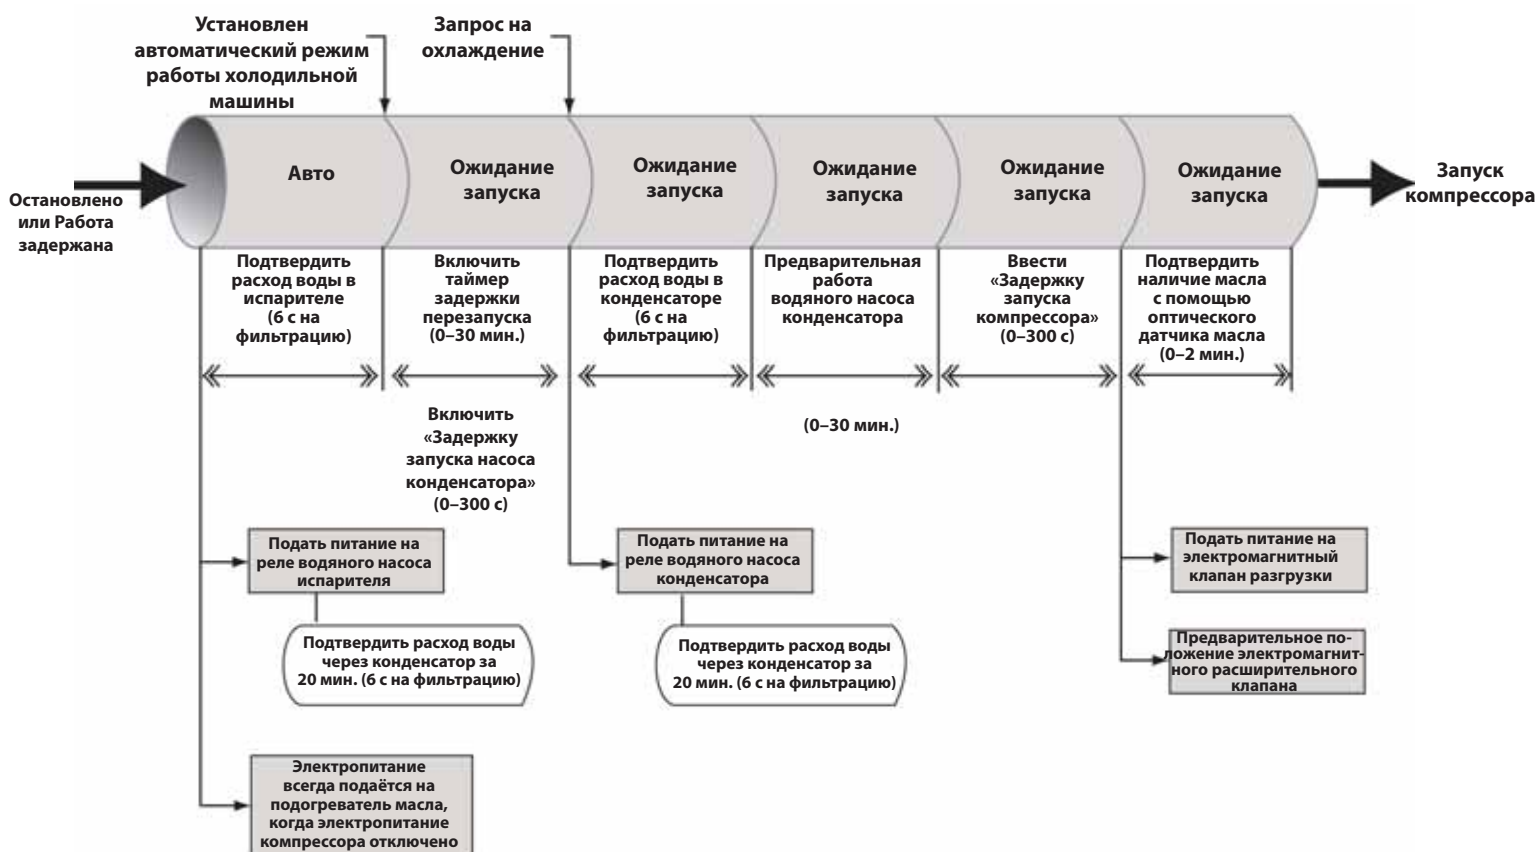 Установлен
автоматический режим
работы холодильной
машины
Запрос на
охлаждение
Остановлено
или Работа
задержана
Авто
Ожидание
запуска
Ожидание
запуска
Ожидание
запуска
Ожидание
запуска
Ожидание
запуска
Запуск
компрессора
Подтвердить
расход воды в
испарителе
(6 с на
фильтрацию)
Включить
таймер
задержки
перезапуска
(0–30 мин.)
Подтвердить
расход воды в
конденсаторе
(6 с на
фильтрацию)
Предварительная
работа
водяного насоса
конденсатора
Ввести
«Задержку
запуска
компрессора»
(0–300 с)
Подтвердить
наличие масла
с помощью
оптического
датчика масла
(0–2 мин.)
Включить
«Задержку
запуска насоса
конденсатора»
(0–300 с)
(0–30 мин.)
Подать питание на
реле водяного насоса
испарителя
Подать питание на
реле водяного насоса
конденсатора
Подать питание на
электромагнитный
клапан разгрузки
Подтвердить расход воды
через конденсатор за
20 мин. (6 с на фильтрацию)
Подтвердить расход воды
через конденсатор за
20 мин. (6 с на фильтрацию)
Предварительное по-
ложение электромагнит-
ного расширительного
клапана
Электропитание
всегда подаётся на
подогреватель масла,
когда электропитание
компрессора отключено